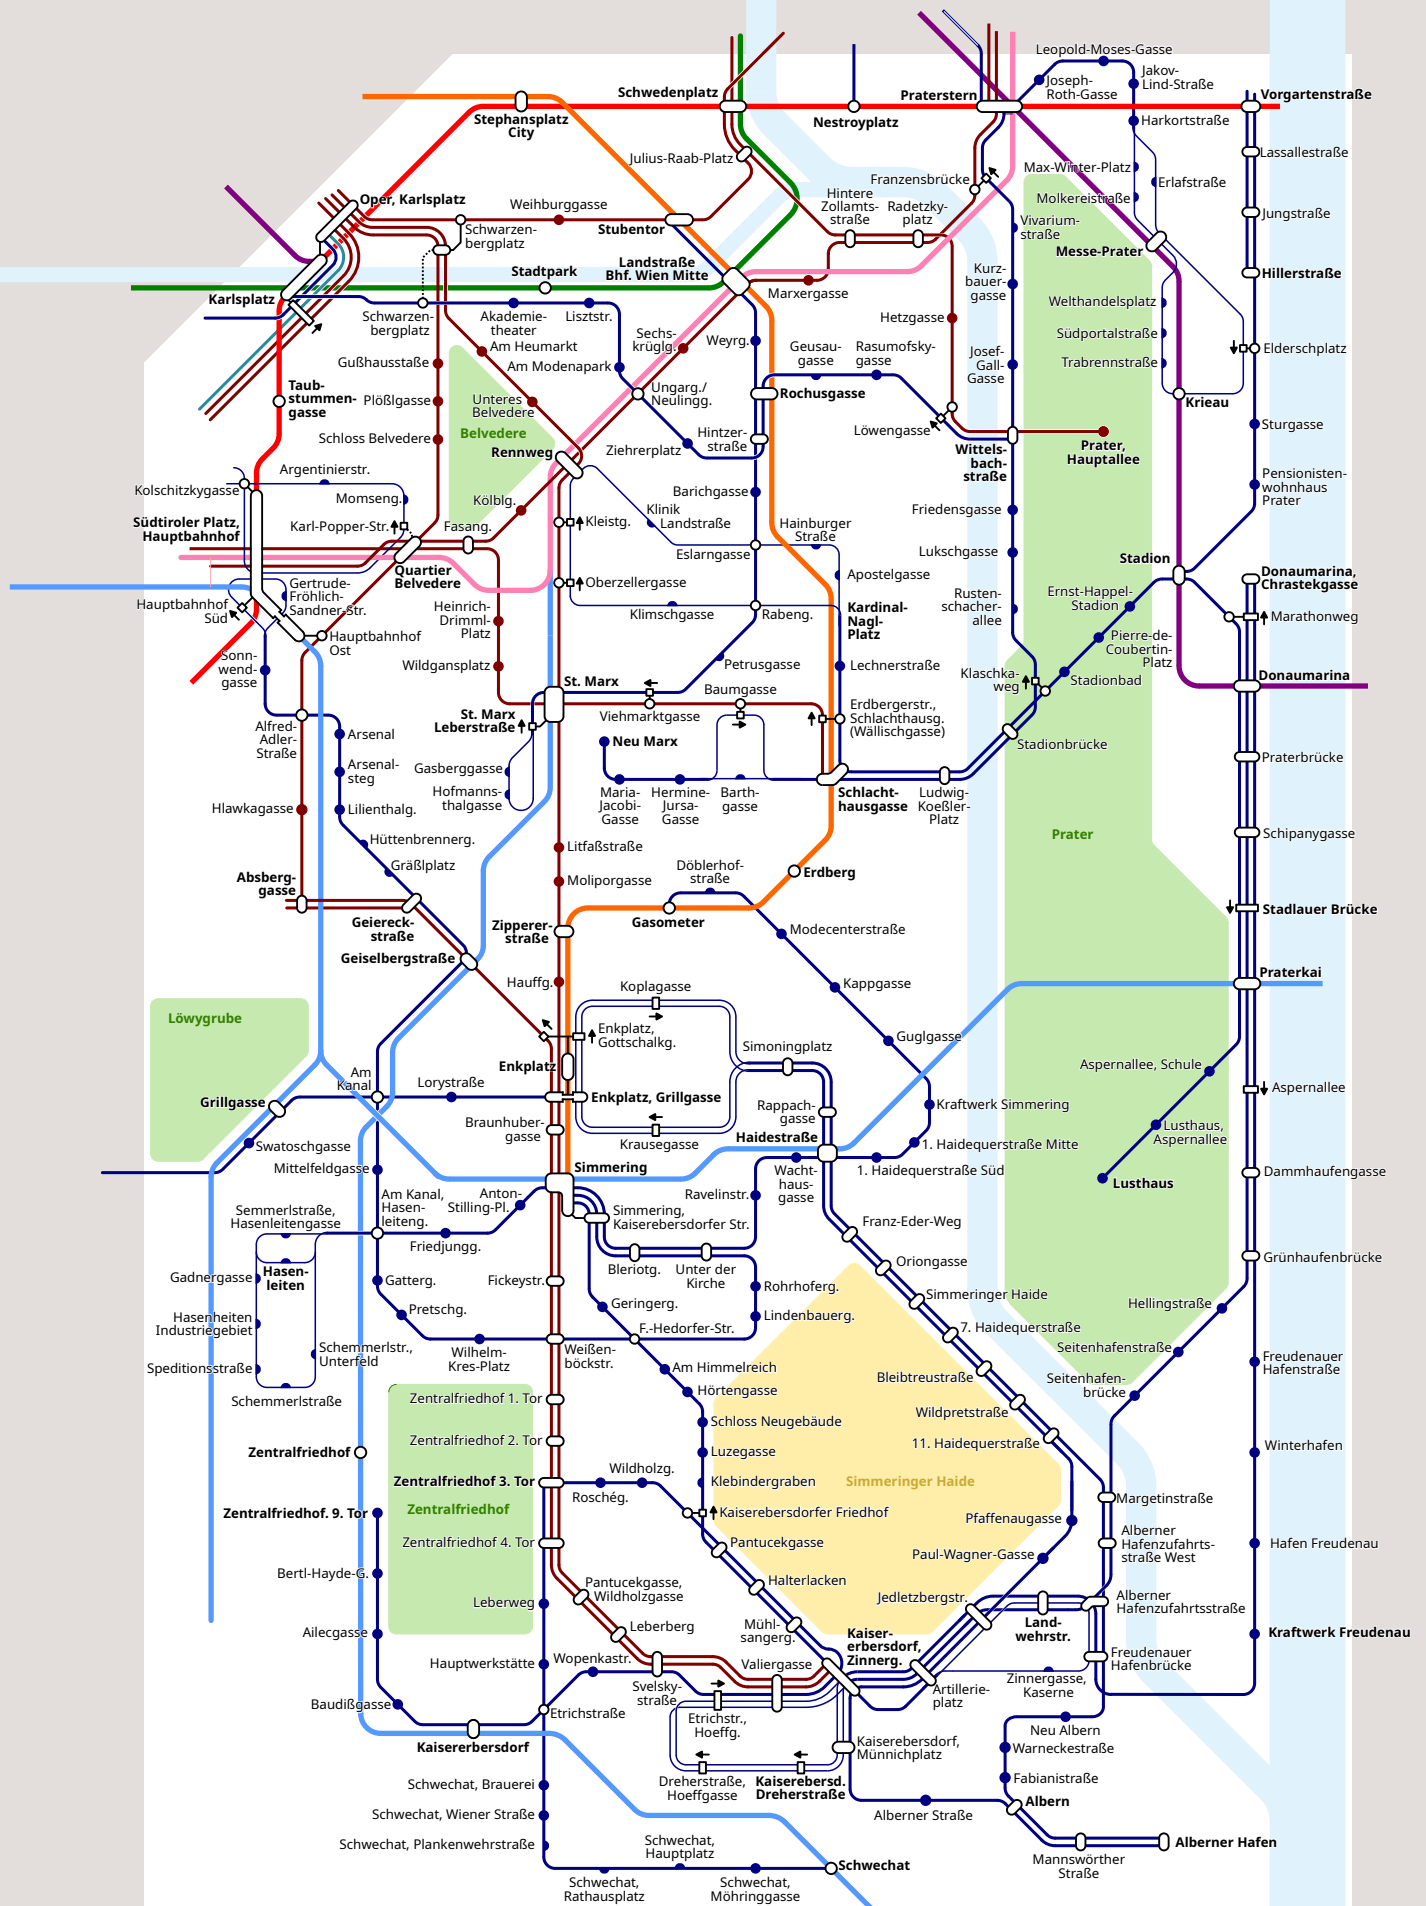 Leopold-Moses-Gasse
Joseph-
Roth-Gasse
Jakov-
Lind-Straße
Schwedenplatz
Praterstern
Vorgartenstraße
Stephansplatz
City
Nestroyplatz
Harkortstraße
Julius-Raab-Platz
Lassallestraße
Max-Winter-Platz
Franzensbrücke
Erlafstraße
Molkereistraße
Oper, Karlsplatz
Weihburggasse
Hintere
Zollamts-
straße
Radetzky-
platz
Jungstraße
Schwarzen-
bergplatz
Stubentor
Vivarium-
straße
Messe-Prater
Landstraße
Bhf. Wien Mitte
Stadtpark
Hillerstraße
Karlsplatz
Marxergasse
Kurz-
bauer-
gasse
Welthandelsplatz
Schwarzen-
bergplatz
Akademie-
theater
Lisztstr.
Hetzgasse
Südportalstraße
Sechs-
krüglg.
Weyrg.
Am Heumarkt
Geusau-
gasse
Rasumofsky-
gasse
Josef-
Gall-
Gasse
Elderschplatz
Gußhausstaße
Am Modenapark
Trabrennstraße
Taub-
stummen-
gasse
Plößlgasse
Unteres
Belvedere
Ungarg./
Neulingg.
Rochusgasse
Krieau
Schloss Belvedere
Belvedere
Rennweg
Ziehrerplatz
Hintzer-
straße
Löwengasse
Wittels-
bach-
straße
Prater,
Hauptallee
Sturgasse
Argentinierstr.
Kolschitzkygasse
Momseng.
Barichgasse
Pensionisten-
wohnhaus
Prater
Kölblg.
Klinik
Landstraße
Friedensgasse
Südtiroler Platz,
Hauptbahnhof
Karl-Popper-Str.
Fasang.
Kleistg.
Hainburger
Straße
Eslarngasse
Lukschgasse
Stadion
Quartier
Belvedere
Oberzellergasse
Apostelgasse
Donaumarina,
Chrastekgasse
Gertrude-
Fröhlich-
Sandner-Str.
Hauptbahnhof
Süd
Heinrich-
Drimml-
Platz
Klimschgasse
Rabeng.
Kardinal-
Nagl-
Platz
Rusten-
schacher-
allee
Ernst-Happel-
Stadion
Marathonweg
Hauptbahnhof
Ost
Pierre-de-
Coubertin-
Platz
Sonn-
wend-
gasse
Wildgansplatz
Petrusgasse
Lechnerstraße
Klaschka-
weg
Stadionbad
Donaumarina
St. Marx
Baumgasse
St. Marx
Leberstraße
Viehmarktgasse
Erdbergerstr.,
Schlachthausg.
(Wällischgasse)
Alfred-
Adler-
Straße
Arsenal
Neu Marx
Stadionbrücke
Praterbrücke
Arsenal-
steg
Gasberggasse
Hofmanns-
thalgasse
Maria-
Jacobi-
Gasse
Hermine-
Jursa-
Gasse
Barth-
gasse
Schlacht-
hausgasse
Ludwig-
Koeßler-
Platz
Hlawkagasse
Lilienthalg.
Prater
Schipanygasse
Hüttenbrennerg.
Litfaßstraße
Gräßlplatz
Döblerhof-
straße
Erdberg
Absberg-
gasse
Moliporgasse
Geiereck-
straße
Zipperer-
straße
Gasometer
Stadlauer Brücke
Modecenterstraße
Geiselbergstraße
Hauffg.
Kappgasse
Praterkai
Koplagasse
Löwygrube
Enkplatz,
Gottschalkg.
Simoningplatz
Guglgasse
Enkplatz
Am
Kanal
Lorystraße
Aspernallee, Schule
Aspernallee
Grillgasse
Enkplatz, Grillgasse
Rappach-
gasse
Kraftwerk Simmering
Braunhuber-
gasse
Krausegasse
Haidestraße
Lusthaus,
Aspernallee
Swatoschgasse
1. Haidequerstraße Mitte
Mittelfeldgasse
Simmering
Wacht-
haus-
gasse
1. Haidequerstraße Süd
Dammhaufengasse
Lusthaus
Semmerlstraße,
Hasenleitengasse
Am Kanal,
Hasen-
leiteng.
Anton-
Stilling-Pl.
Ravelinstr.
Simmering,
Kaiserebersdorfer Str.
Franz-Eder-Weg
Friedjungg.
Bleriotg.
Unter der
Kirche
Oriongasse
Grünhaufenbrücke
Gadnergasse
Hasen-
leiten
Gatterg.
Fickeystr.
Rohrhoferg.
Simmeringer Haide
Geringerg.
Lindenbauerg.
Hellingstraße
Hasenheiten
Industriegebiet
Pretschg.
F.-Hedorfer-Str.
7. Haidequerstraße
Schemmerlstr.,
Unterfeld
Wilhelm-
Kres-Platz
Weißen-
böckstr.
Seitenhafenstraße
Freudenauer
Hafenstraße
Speditionsstraße
Am Himmelreich
Bleibtreustraße
Seitenhafen-
brücke
Schemmerlstraße
Zentralfriedhof 1. Tor
Hörtengasse
Wildpretstraße
Schloss Neugebäude
Zentralfriedhof
Zentralfriedhof 2. Tor
Luzegasse
11. Haidequerstraße
Winterhafen
Zentralfriedhof 3. Tor
Wildholzg.
Klebindergraben
Simmeringer Haide
Roschég.
Margetinstraße
Zentralfriedhof. 9. Tor
Zentralfriedhof
Kaiserebersdorfer Friedhof
Pfaffenaugasse
Zentralfriedhof 4. Tor
Pantucekgasse
Alberner
Hafenzufahrts-
straße West
Hafen Freudenau
Paul-Wagner-Gasse
Bertl-Hayde-G.
Pantucekgasse,
Wildholzgasse
Halterlacken
Jedletzbergstr.
Alberner
Hafenzufahrtsstraße
Leberweg
Leberberg
Mühl-
sangerg.
Kaiser-
erbersdorf,
Zinnerg.
Land-
wehrstr.
Ailecgasse
Kraftwerk Freudenau
Hauptwerkstätte
Wopenkastr.
Valiergasse
Freudenauer
Hafenbrücke
Svelsky-
straße
Artillerie-
platz
Zinnergasse,
Kaserne
Baudißgasse
Etrichstraße
Etrichstr.,
Hoeffg.
Neu Albern
Kaisererbersdorf
Kaiserebersdorf,
Münnichplatz
Warneckestraße
Schwechat, Brauerei
Dreherstraße,
Hoeffgasse
Kaiserebersd.
Dreherstraße
Fabianistraße
Schwechat, Wiener Straße
Alberner Straße
Albern
Schwechat, Plankenwehrstraße
Schwechat,
Hauptplatz
Alberner Hafen
Schwechat
Mannswörther
Straße
Schwechat,
Rathausplatz
Schwechat,
Möhringgasse